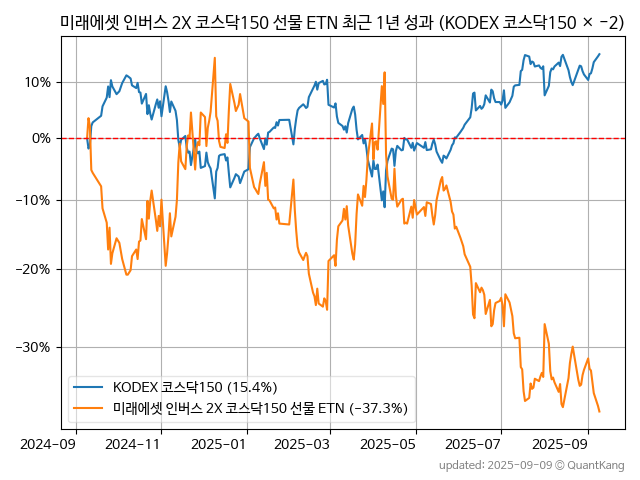 미래에셋 인버스 2X 코스닥150 선물 ETN 최근 1년 성과 (KODEX 코스닥150 × −2)
10%
0%
−10%
−20%
−30%
KODEX 코스닥150 (15.4%)
미래에셋 인버스 2X 코스닥150 선물 ETN (−37.3%)
2024-09 2024-11 2025-01 2025-03 2025-05 2025-07 2025-09
updated: 2025-09-09 © QuantKang